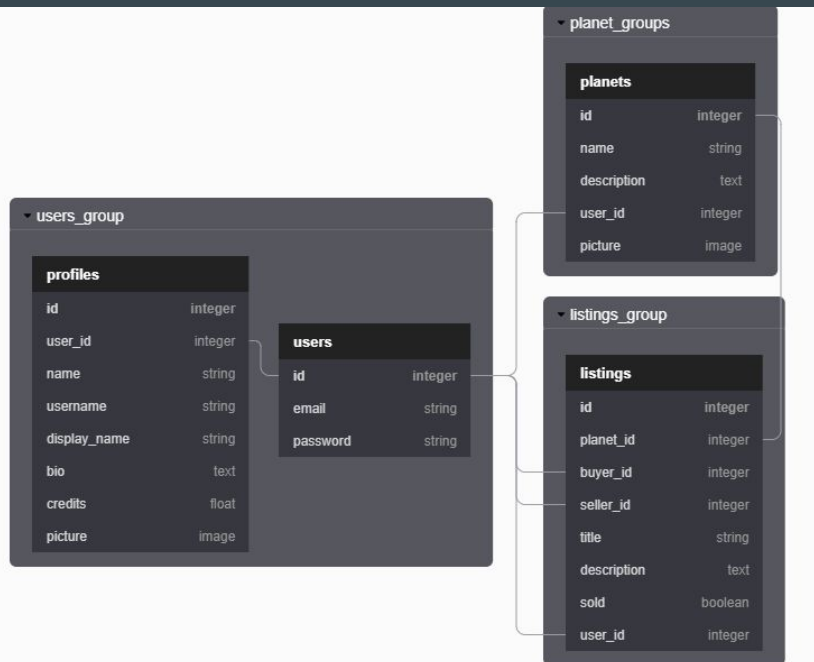 planet_groups
planets
id integer
name string
description text
user_id integer
picture image
users_group
profiles
id integer
user_id integer
name string
username string
display_name string
bio text
credits float
picture image
users
id integer
email string
password string
listings_group
listings
id integer
planet_id integer
buyer_id integer
seller_id integer
title string
description text
sold boolean
user_id integer